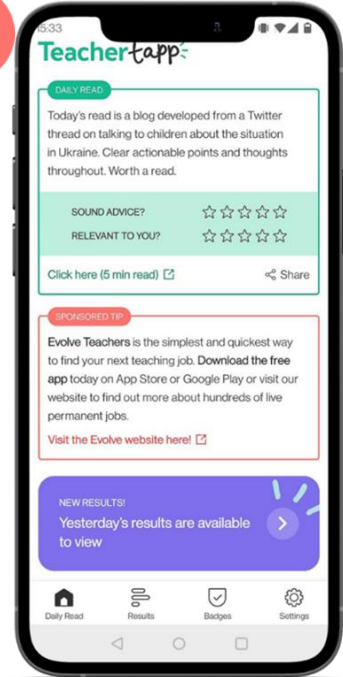 5:33
Teachertapp
DAILY READ
Today's read is a blog developed from a Twitter
thread on talking to children about the situation
in Ukraine. Clear actionable points and thoughts
throughout. Worth a read.
SOUND ADVICE?
RELEVANT TO YOU?
Click here (5 min read)
Share
SPONSORED TIP
Evolve Teachers is the simplest and quickest way
to find your next teaching job. Download the free
app today on App Store or Google Play or visit our
website to find out more about hundreds of live
permanent jobs.
Visit the Evolve website here!
NEW RESULTS!
Yesterday's results are available
to view
Daily Read
Results
Badges
Settings